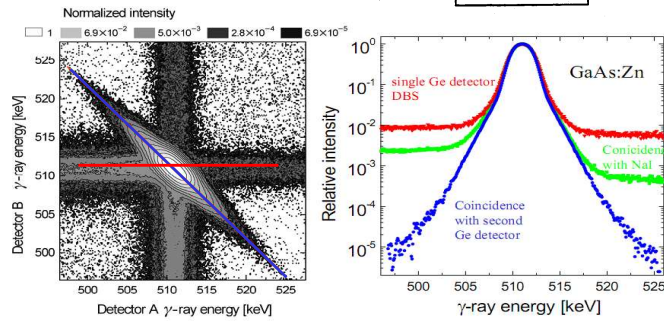 Normalized intensity
1 6.9×10⁻² 5.0×10⁻³ 2.8×10⁻⁴ 6.9×10⁻⁵
525
520
515
510
505
500
Detector B γ-ray energy [keV]
500 505 510 515 520 525
Detector A γ-ray energy [keV]
10⁰
10⁻¹
10⁻²
10⁻³
10⁻⁴
10⁻⁵
Relative intensity
GaAs:Zn
single Ge detector
DBS
Conicidence
with NaI
Coincidence
with second
Ge detector
500 505 510 515 520 525
γ-ray energy [keV]